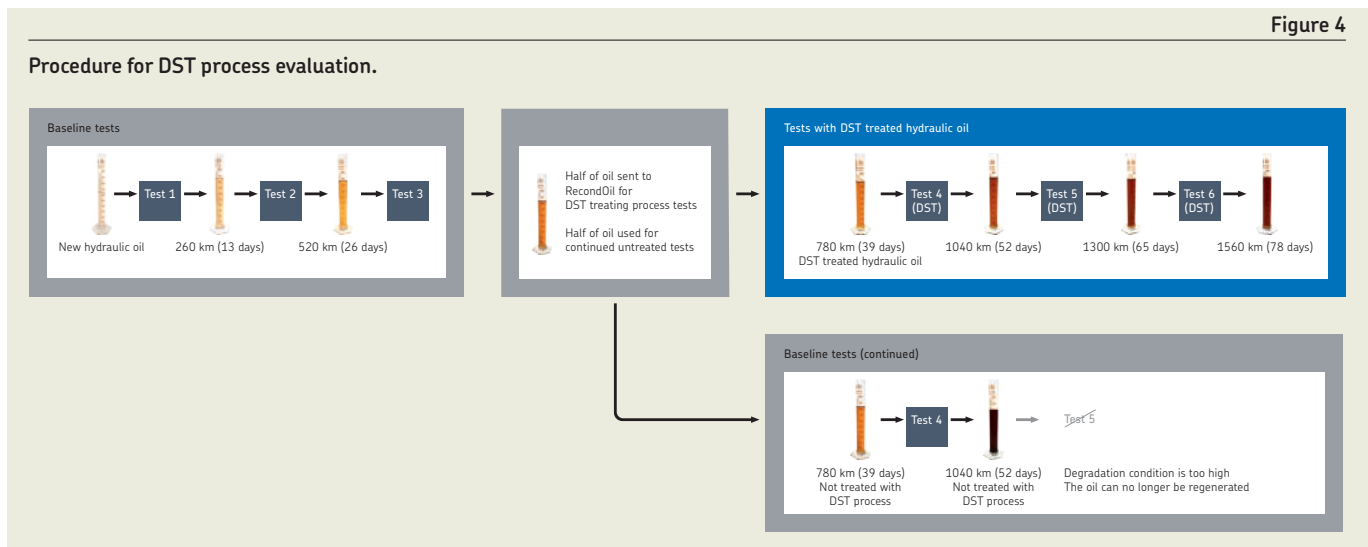 Figure 4
Procedure for DST process evaluation.
Baseline tests
Test 1
Test 2
Test 3
New hydraulic oil
260 km (13 days)
520 km (26 days)
Half of oil sent to
RecondOil for
DST treating process tests
Half of oil used for
continued untreated tests
Tests with DST treated hydraulic oil
Test 4
(DST)
Test 5
(DST)
Test 6
(DST)
780 km (39 days)
DST treated hydraulic oil
1040 km (52 days)
1300 km (65 days)
1560 km (78 days)
Baseline tests (continued)
Test 4
Test 5
780 km (39 days)
Not treated with
DST process
1040 km (52 days)
Not treated with
DST process
Degradation condition is too high
The oil can no longer be regenerated